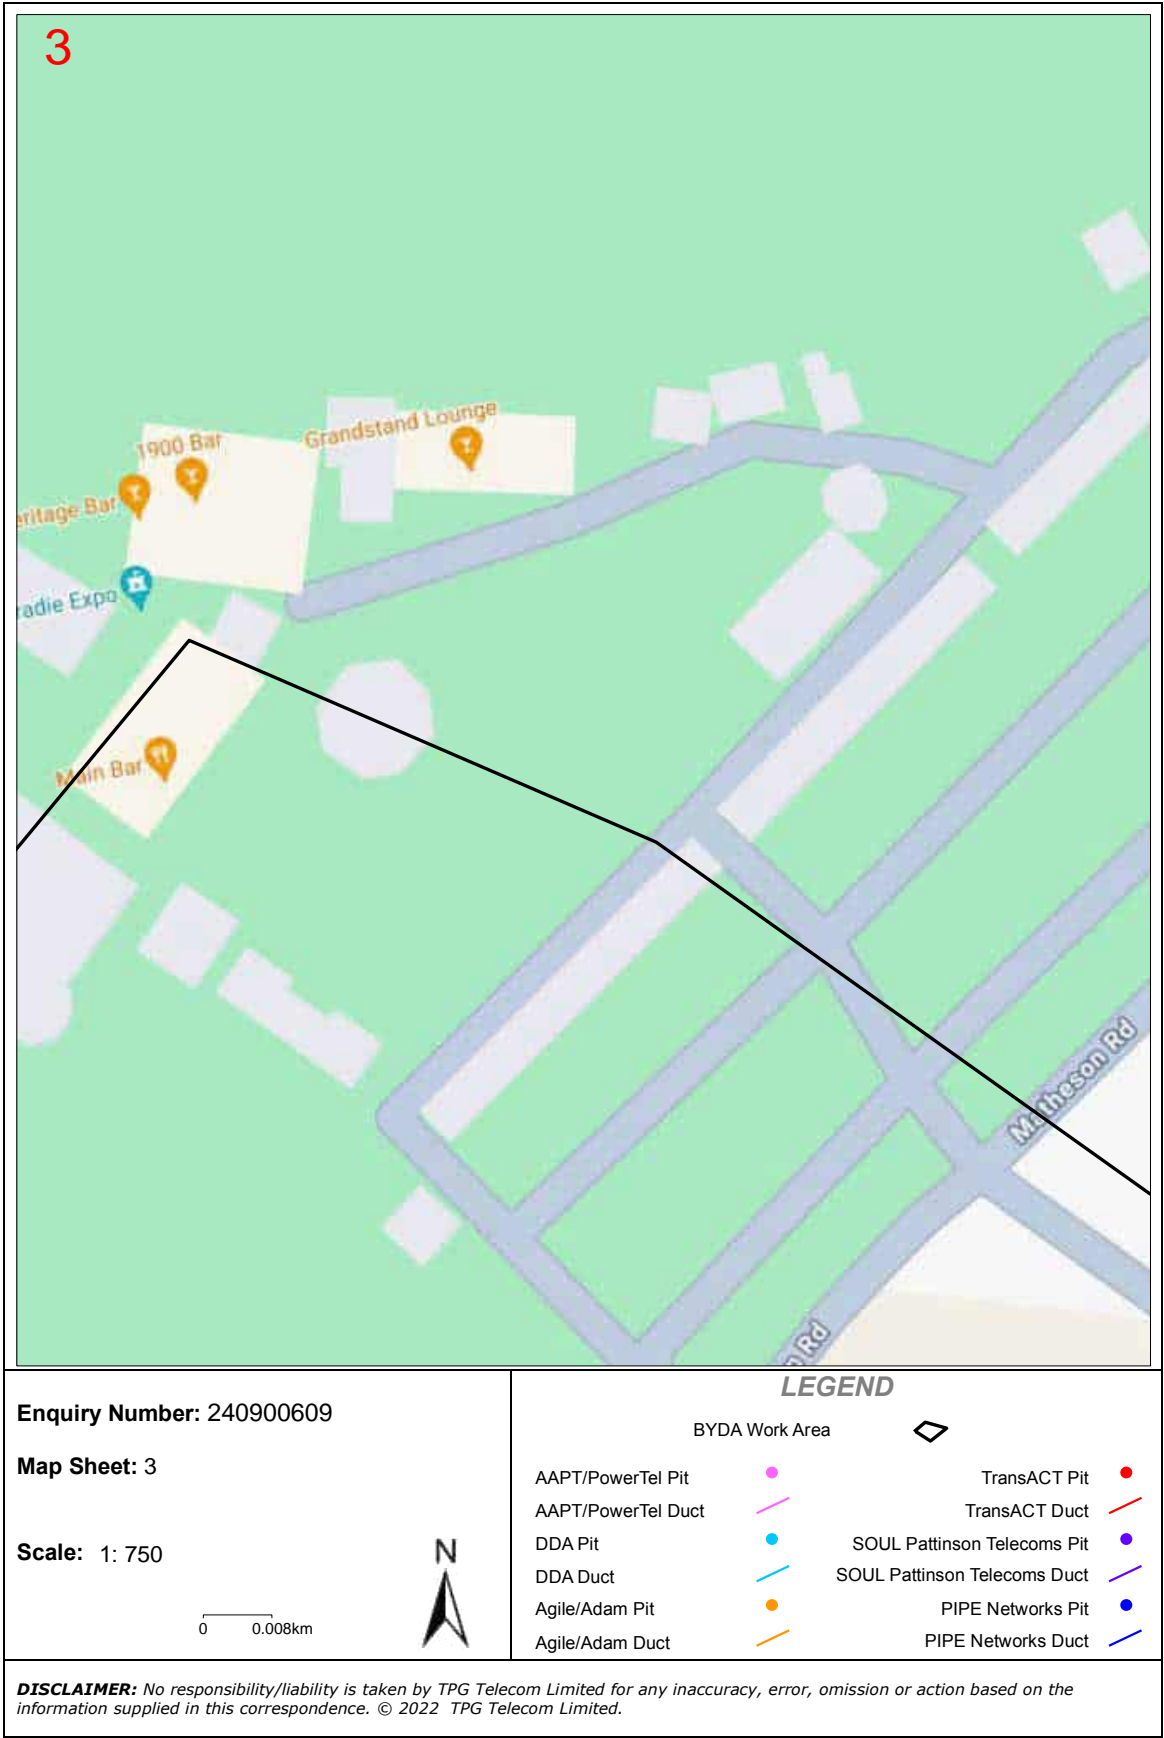 3
1900 Bar
Grandstand Lounge
eritage Bar
radie Expo
Main Bar
Matheson Rd
Rd
Enquiry Number: 240900609
Map Sheet: 3
Scale: 1: 750
N
0 0.008km
LEGEND
BYDA Work Area
AAPT/PowerTel Pit
TransACT Pit
AAPT/PowerTel Duct
TransACT Duct
DDA Pit
SOUL Pattinson Telecoms Pit
DDA Duct
SOUL Pattinson Telecoms Duct
Agile/Adam Pit
PIPE Networks Pit
Agile/Adam Duct
PIPE Networks Duct
DISCLAIMER: No responsibility/liability is taken by TPG Telecom Limited for any inaccuracy, error, omission or action based on the
information supplied in this correspondence. © 2022 TPG Telecom Limited.